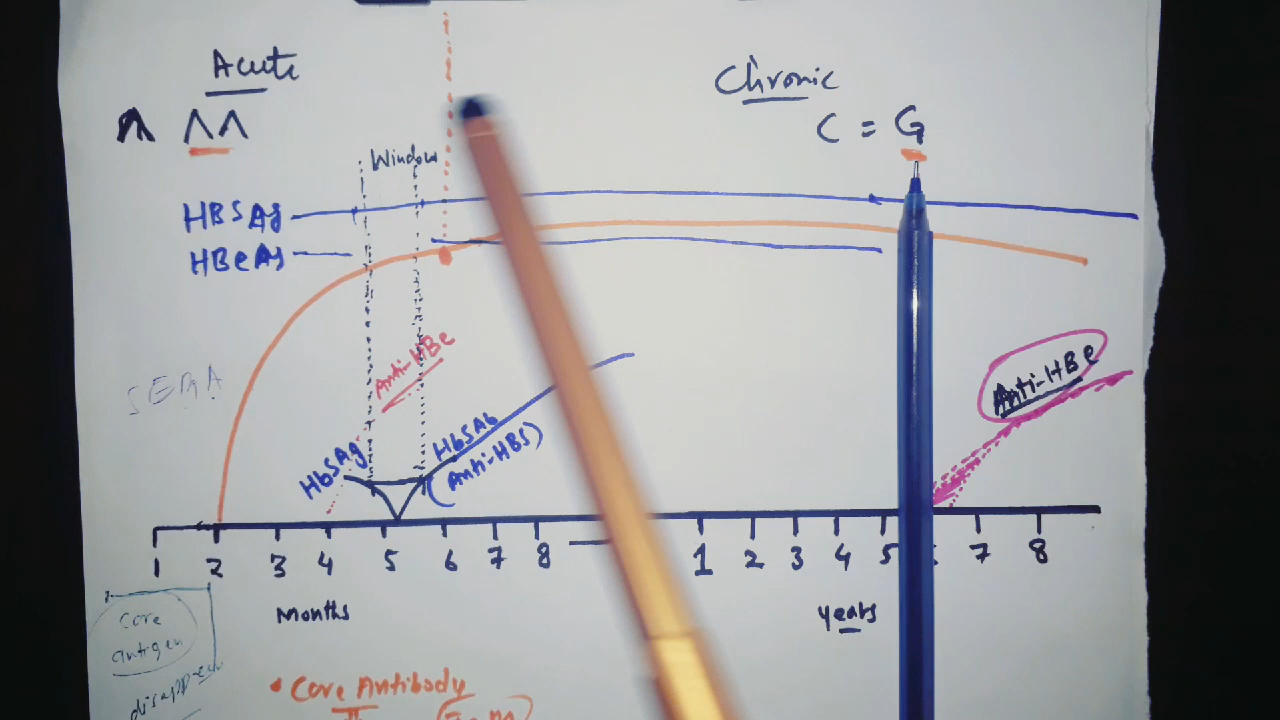 Acute
Chronic
ΛΛ
C = G
Window
HBSAg
HBeAg
Anti-HBe
Anti-HBe
HbSAg
HbSAb
(Anti-HBS)
1 2 3 4 5 6 7 8 1 2 3 4 5 7 8
Months
years
Core
antigen
• Core Antibody